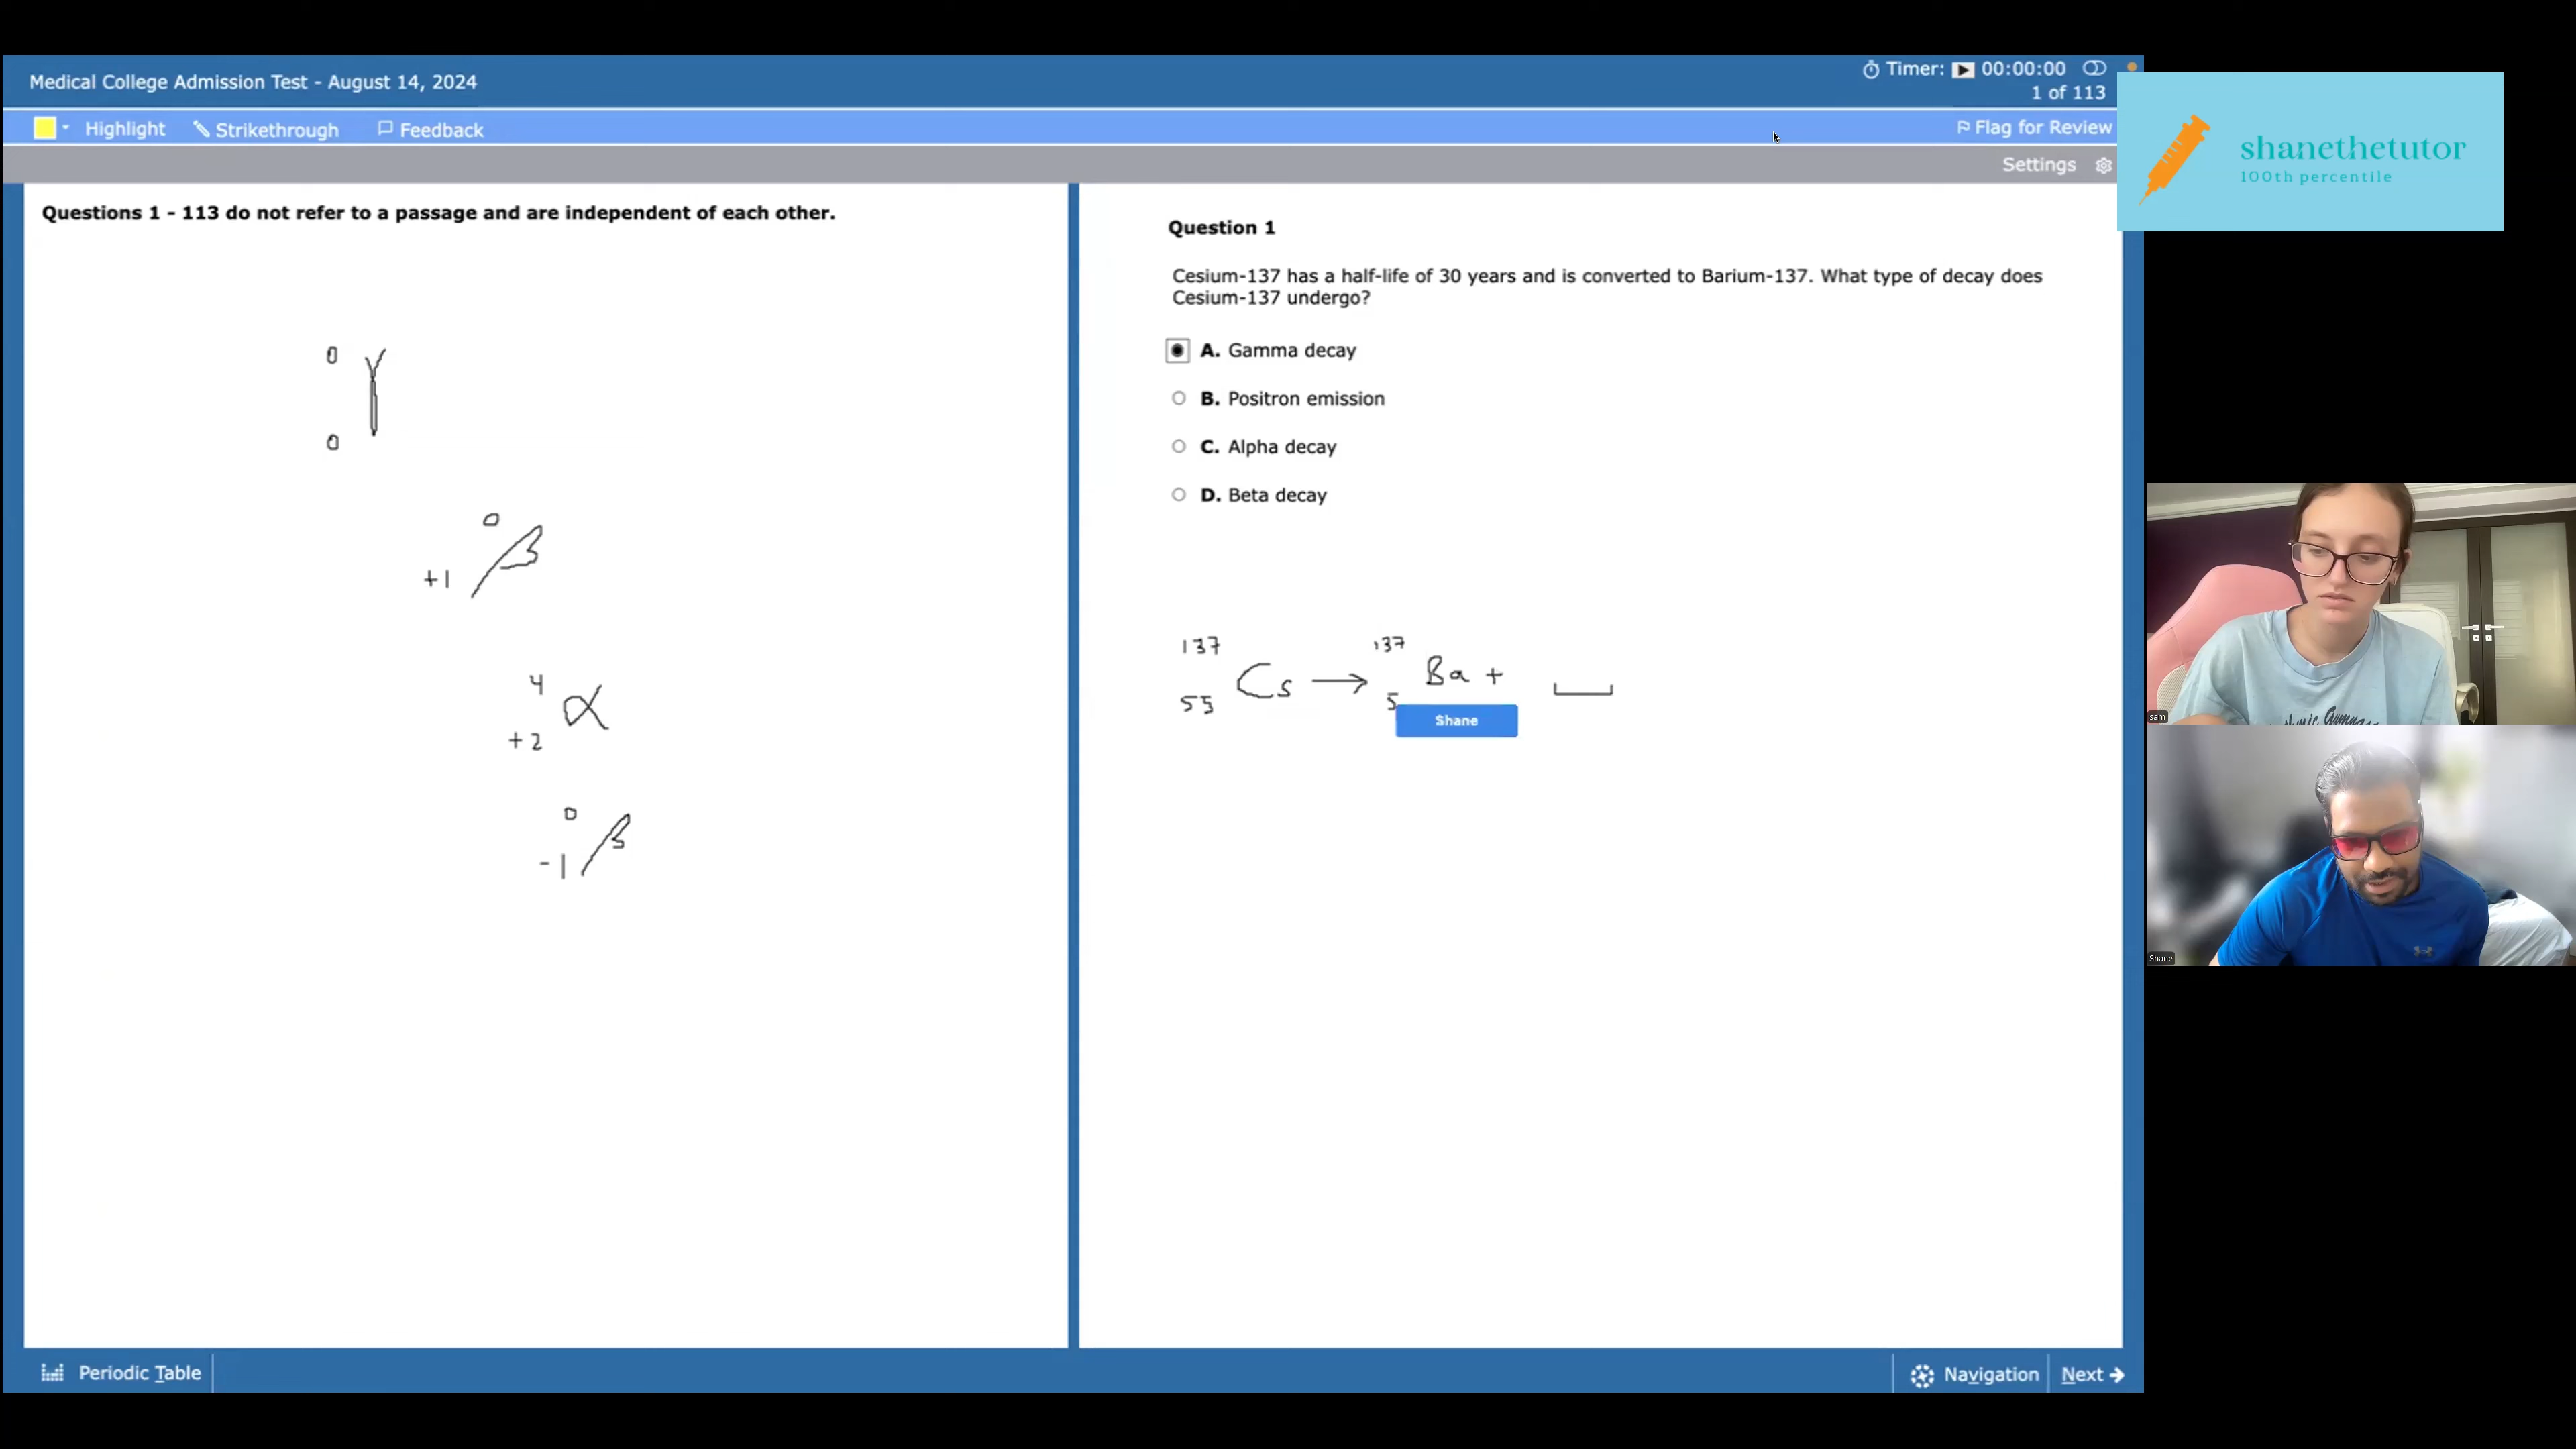 Medical College Admission Test - August 14, 2024
Timer: 00:00:00
1 of 113
Highlight Strikethrough Feedback
Flag for Review
Settings
shanethetutor
100th percentile
Questions 1 - 113 do not refer to a passage and are independent of each other.
0
γ
0
0
β
+1
4
α
+2
0
β
-1
Question 1
Cesium-137 has a half-life of 30 years and is converted to Barium-137. What type of decay does
Cesium-137 undergo?
A. Gamma decay
B. Positron emission
C. Alpha decay
D. Beta decay
137 137
Cs → Ba +
55 5
Shane
sam
Shane
Periodic Table
Navigation Next